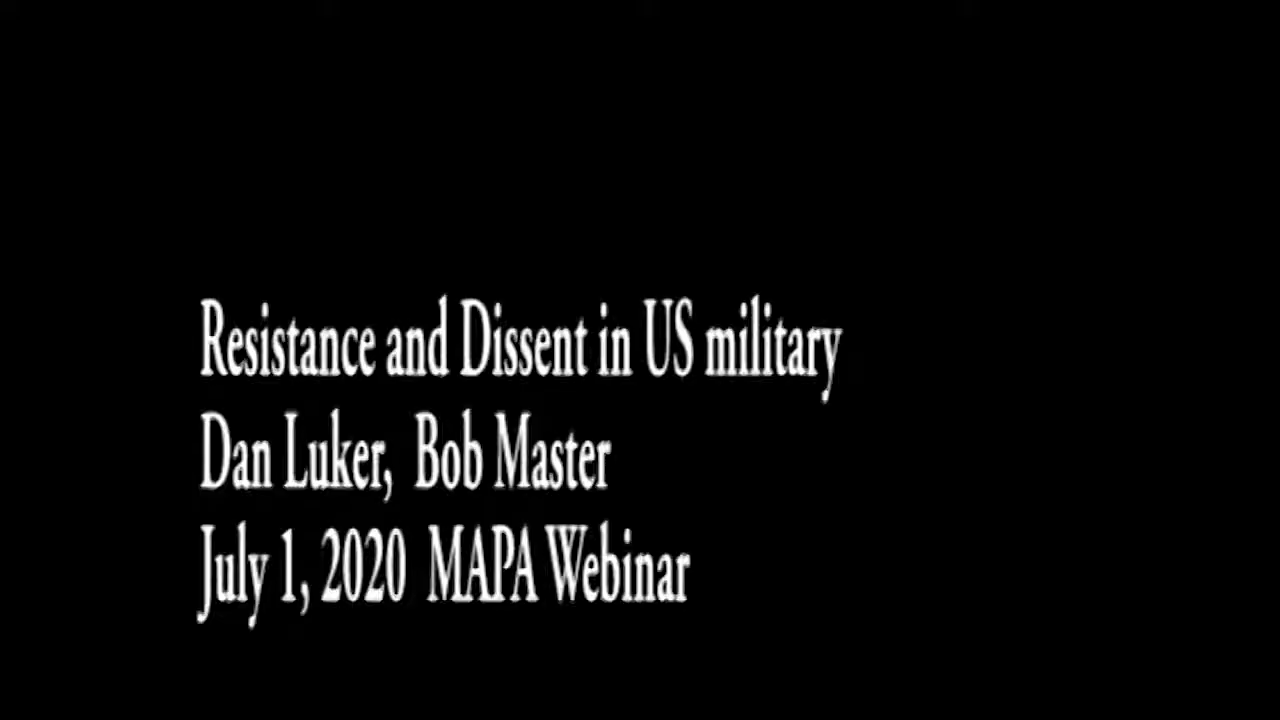 Resistance and Dissent in US military
Dan Luker, Bob Master
July 1, 2020 MAPA Webinar